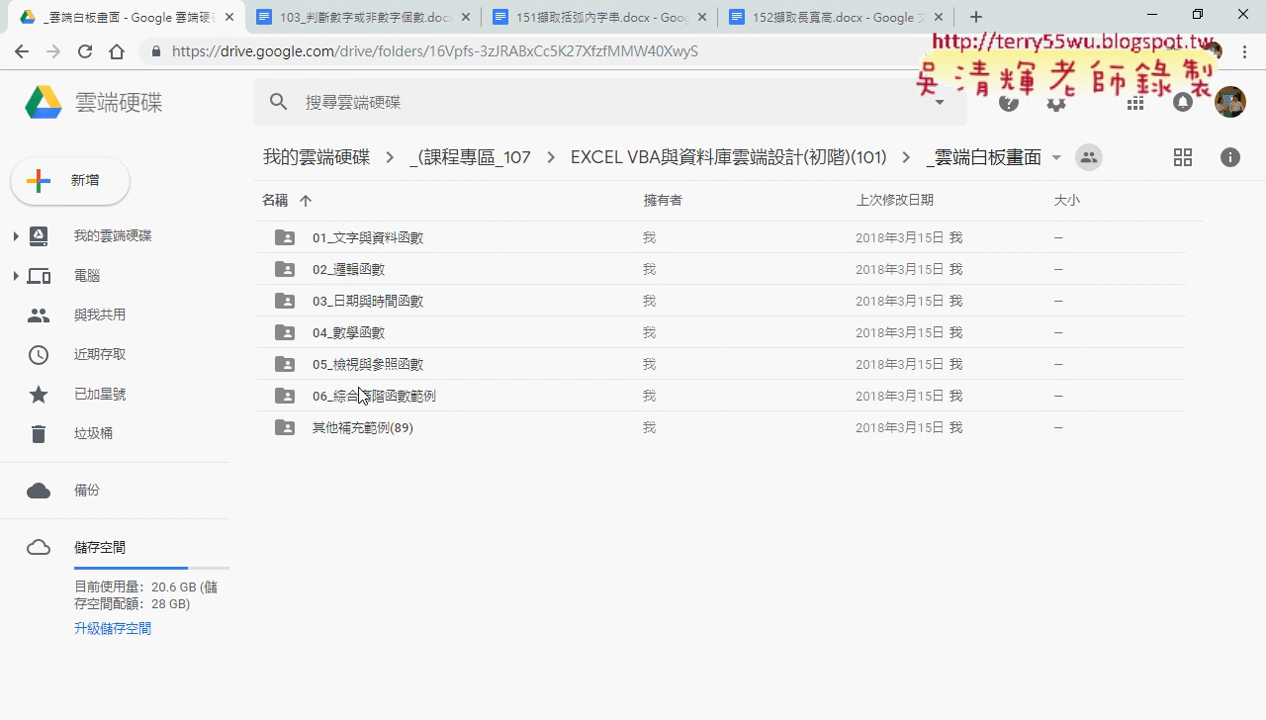 _雲端白板畫面 - Google 雲端硬碟
103_判斷數字或非數字個數.docx
151擷取括弧內字串.docx - Goog
152擷取長寬高.docx - Google 文
https://drive.google.com/drive/folders/16Vpfs-3zJRABxCc5K27XfzfMMW40XwyS
http://terry55wu.blogspot.tw
吳清輝老師錄製
雲端硬碟
搜尋雲端硬碟
我的雲端硬碟 > _(課程專區_107 > EXCEL VBA與資料庫雲端設計(初階)(101) > _雲端白板畫面
新增
名稱 擁有者 上次修改日期 大小
01_文字與資料函數 我 2018年3月15日 我 —
02_邏輯函數 我 2018年3月15日 我 —
03_日期與時間函數 我 2018年3月15日 我 —
04_數學函數 我 2018年3月15日 我 —
05_檢視與參照函數 我 2018年3月15日 我 —
06_綜合高階函數範例 我 2018年3月15日 我 —
其他補充範例(89) 我 2018年3月15日 我 —
我的雲端硬碟
電腦
與我共用
近期存取
已加星號
垃圾桶
備份
儲存空間
目前使用量: 20.6 GB (儲
存空間配額: 28 GB)
升級儲存空間